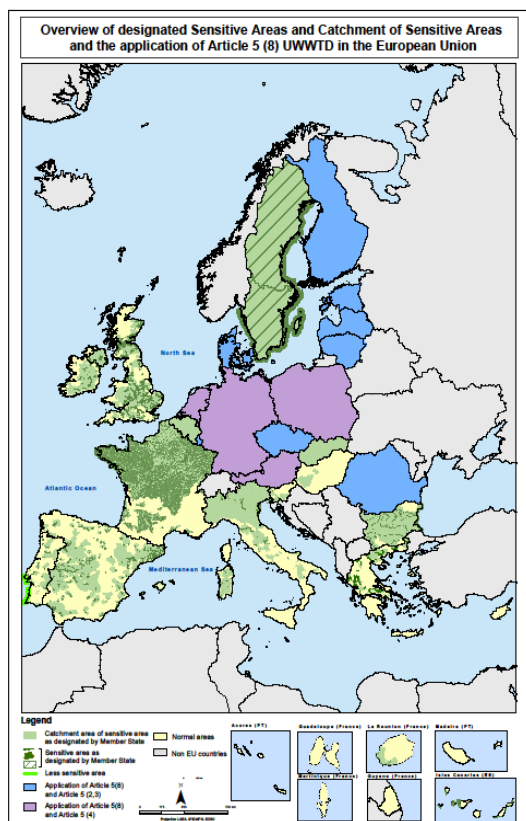 Overview of designated Sensitive Areas and Catchment of Sensitive Areas
and the application of Article 5 (8) UWWTD in the European Union
North Sea
Atlantic Ocean
Mediterranean Sea
Legend
Catchment area of sensitive area
as designated by Member State
Sensitive area as
designated by Member State
Less sensitive area
Application of Article 5(8)
and Article 5 (2,3)
Application of Article 5(8)
and Article 5 (4)
Normal areas
Non EU countries
Acores (PT)
Guadeloupe (France)
La Reunion (France)
Madeira (PT)
Martinique (France)
Guyane (France)
Islas Canarias (ES)